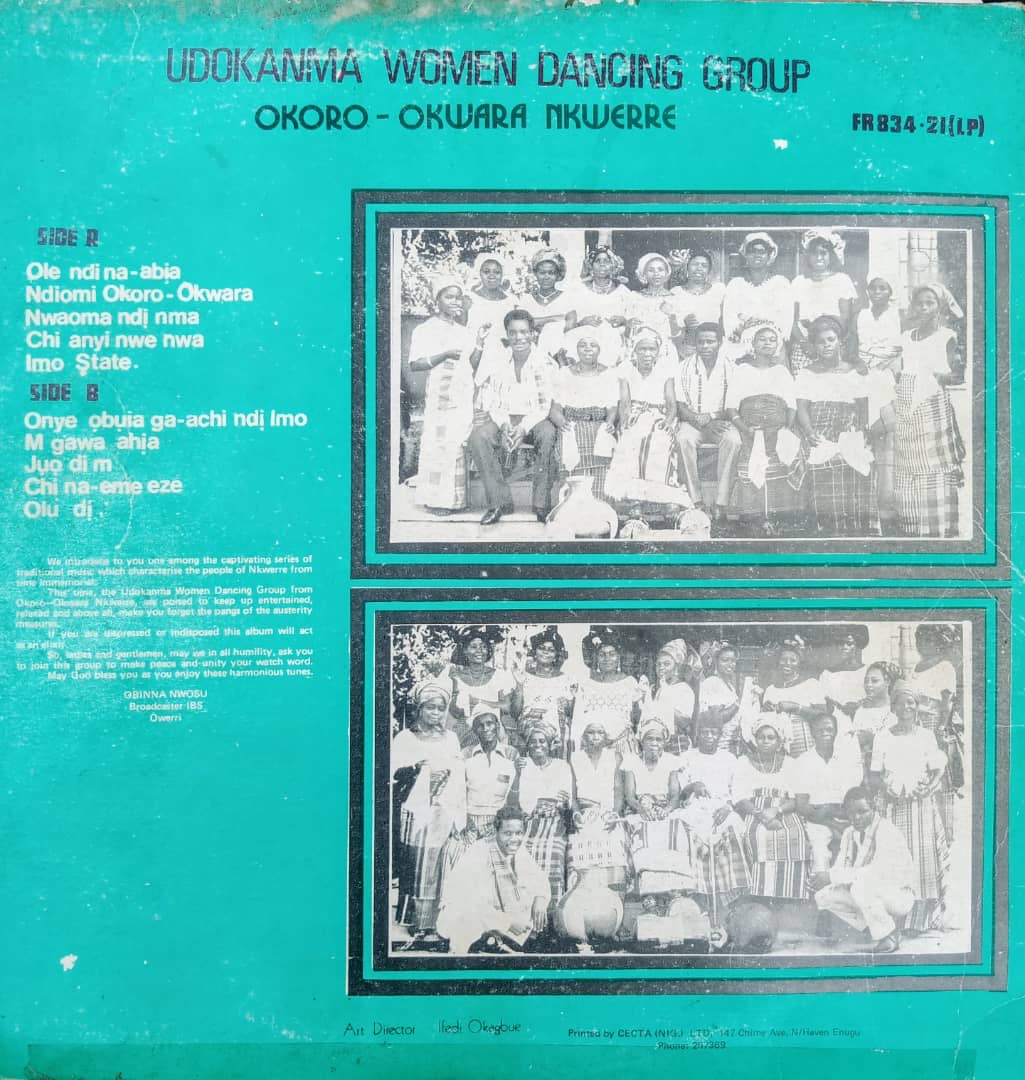 UDOKANMA WOMEN DANCING GROUP
OKORO - OKWARA NKWERRE
FR834·21(LP)
SIDE A
Ọle ndi na-abịa
Ndiomi Okoro-Okwara
Nwaoma ndị nma
Chi anyi nwe nwa
Imo Ṣtate.
SIDE B
Onye ọbụia ga-achi ndị Imo
M gawa ahịa
Jụọ di m
Chi na-eme eze
Olu dị.
We introduce to you one among the captivating series of
traditional music which characterise the people of Nkwerre from
time immemorial.
This time, the Udokanma Women Dancing Group from
Okoro-Okwara Nkwerre, are poised to keep up entertained,
relaxed and above all, make you forget the pangs of the austerity
measures.
If you are depressed or indisposed this album will act
as an elixir.
So, ladies and gentlemen, may we in all humility, ask you
to join this group to make peace and unity your watch word.
May God bless you as you enjoy these harmonious tunes.
OBINNA NWOSU
Broadcaster IBS
Owerri
Art Director Ifedi Okegbue
Printed by CECTA (NIG.) LTD, 147 Chime Ave, N/Haven Enugu
Phone: 257369